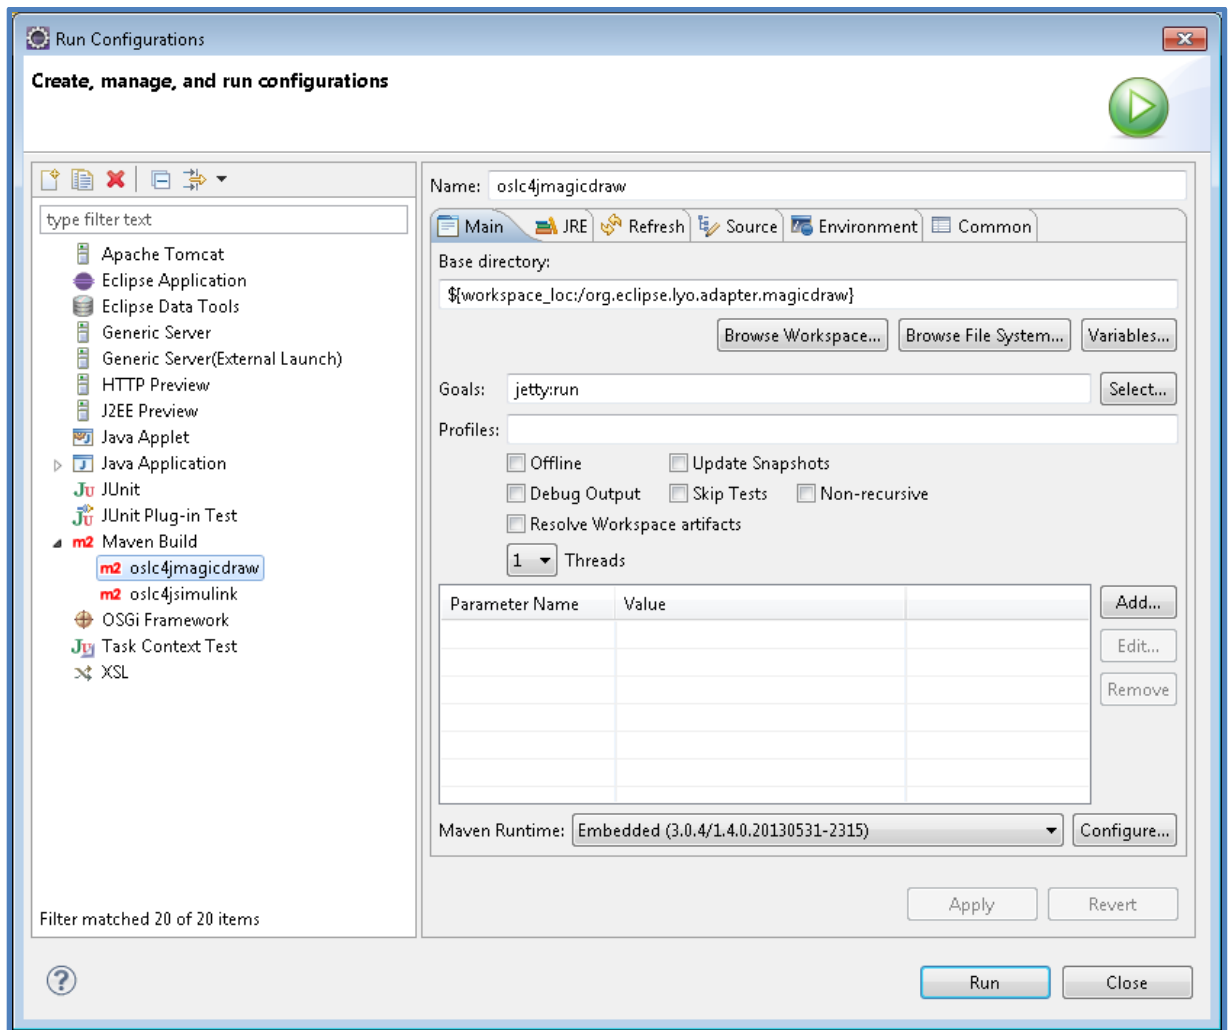 Run Configurations
Create, manage, and run configurations
type filter text
Apache Tomcat
Eclipse Application
Eclipse Data Tools
Generic Server
Generic Server(External Launch)
HTTP Preview
J2EE Preview
Java Applet
Java Application
Ju JUnit
Jü JUnit Plug-in Test
m2 Maven Build
m2 oslc4jmagicdraw
m2 oslc4jsimulink
OSGi Framework
Ju Task Context Test
XSL
Filter matched 20 of 20 items
Name: oslc4jmagicdraw
Main JRE Refresh Source Environment Common
Base directory:
${workspace_loc:/org.eclipse.lyo.adapter.magicdraw}
Browse Workspace... Browse File System... Variables...
Goals: jetty:run Select...
Profiles:
Offline Update Snapshots
Debug Output Skip Tests Non-recursive
Resolve Workspace artifacts
1 Threads
Parameter Name Value Add...
Edit...
Remove
Maven Runtime: Embedded (3.0.4/1.4.0.20130531-2315) Configure...
Apply Revert
? Run Close